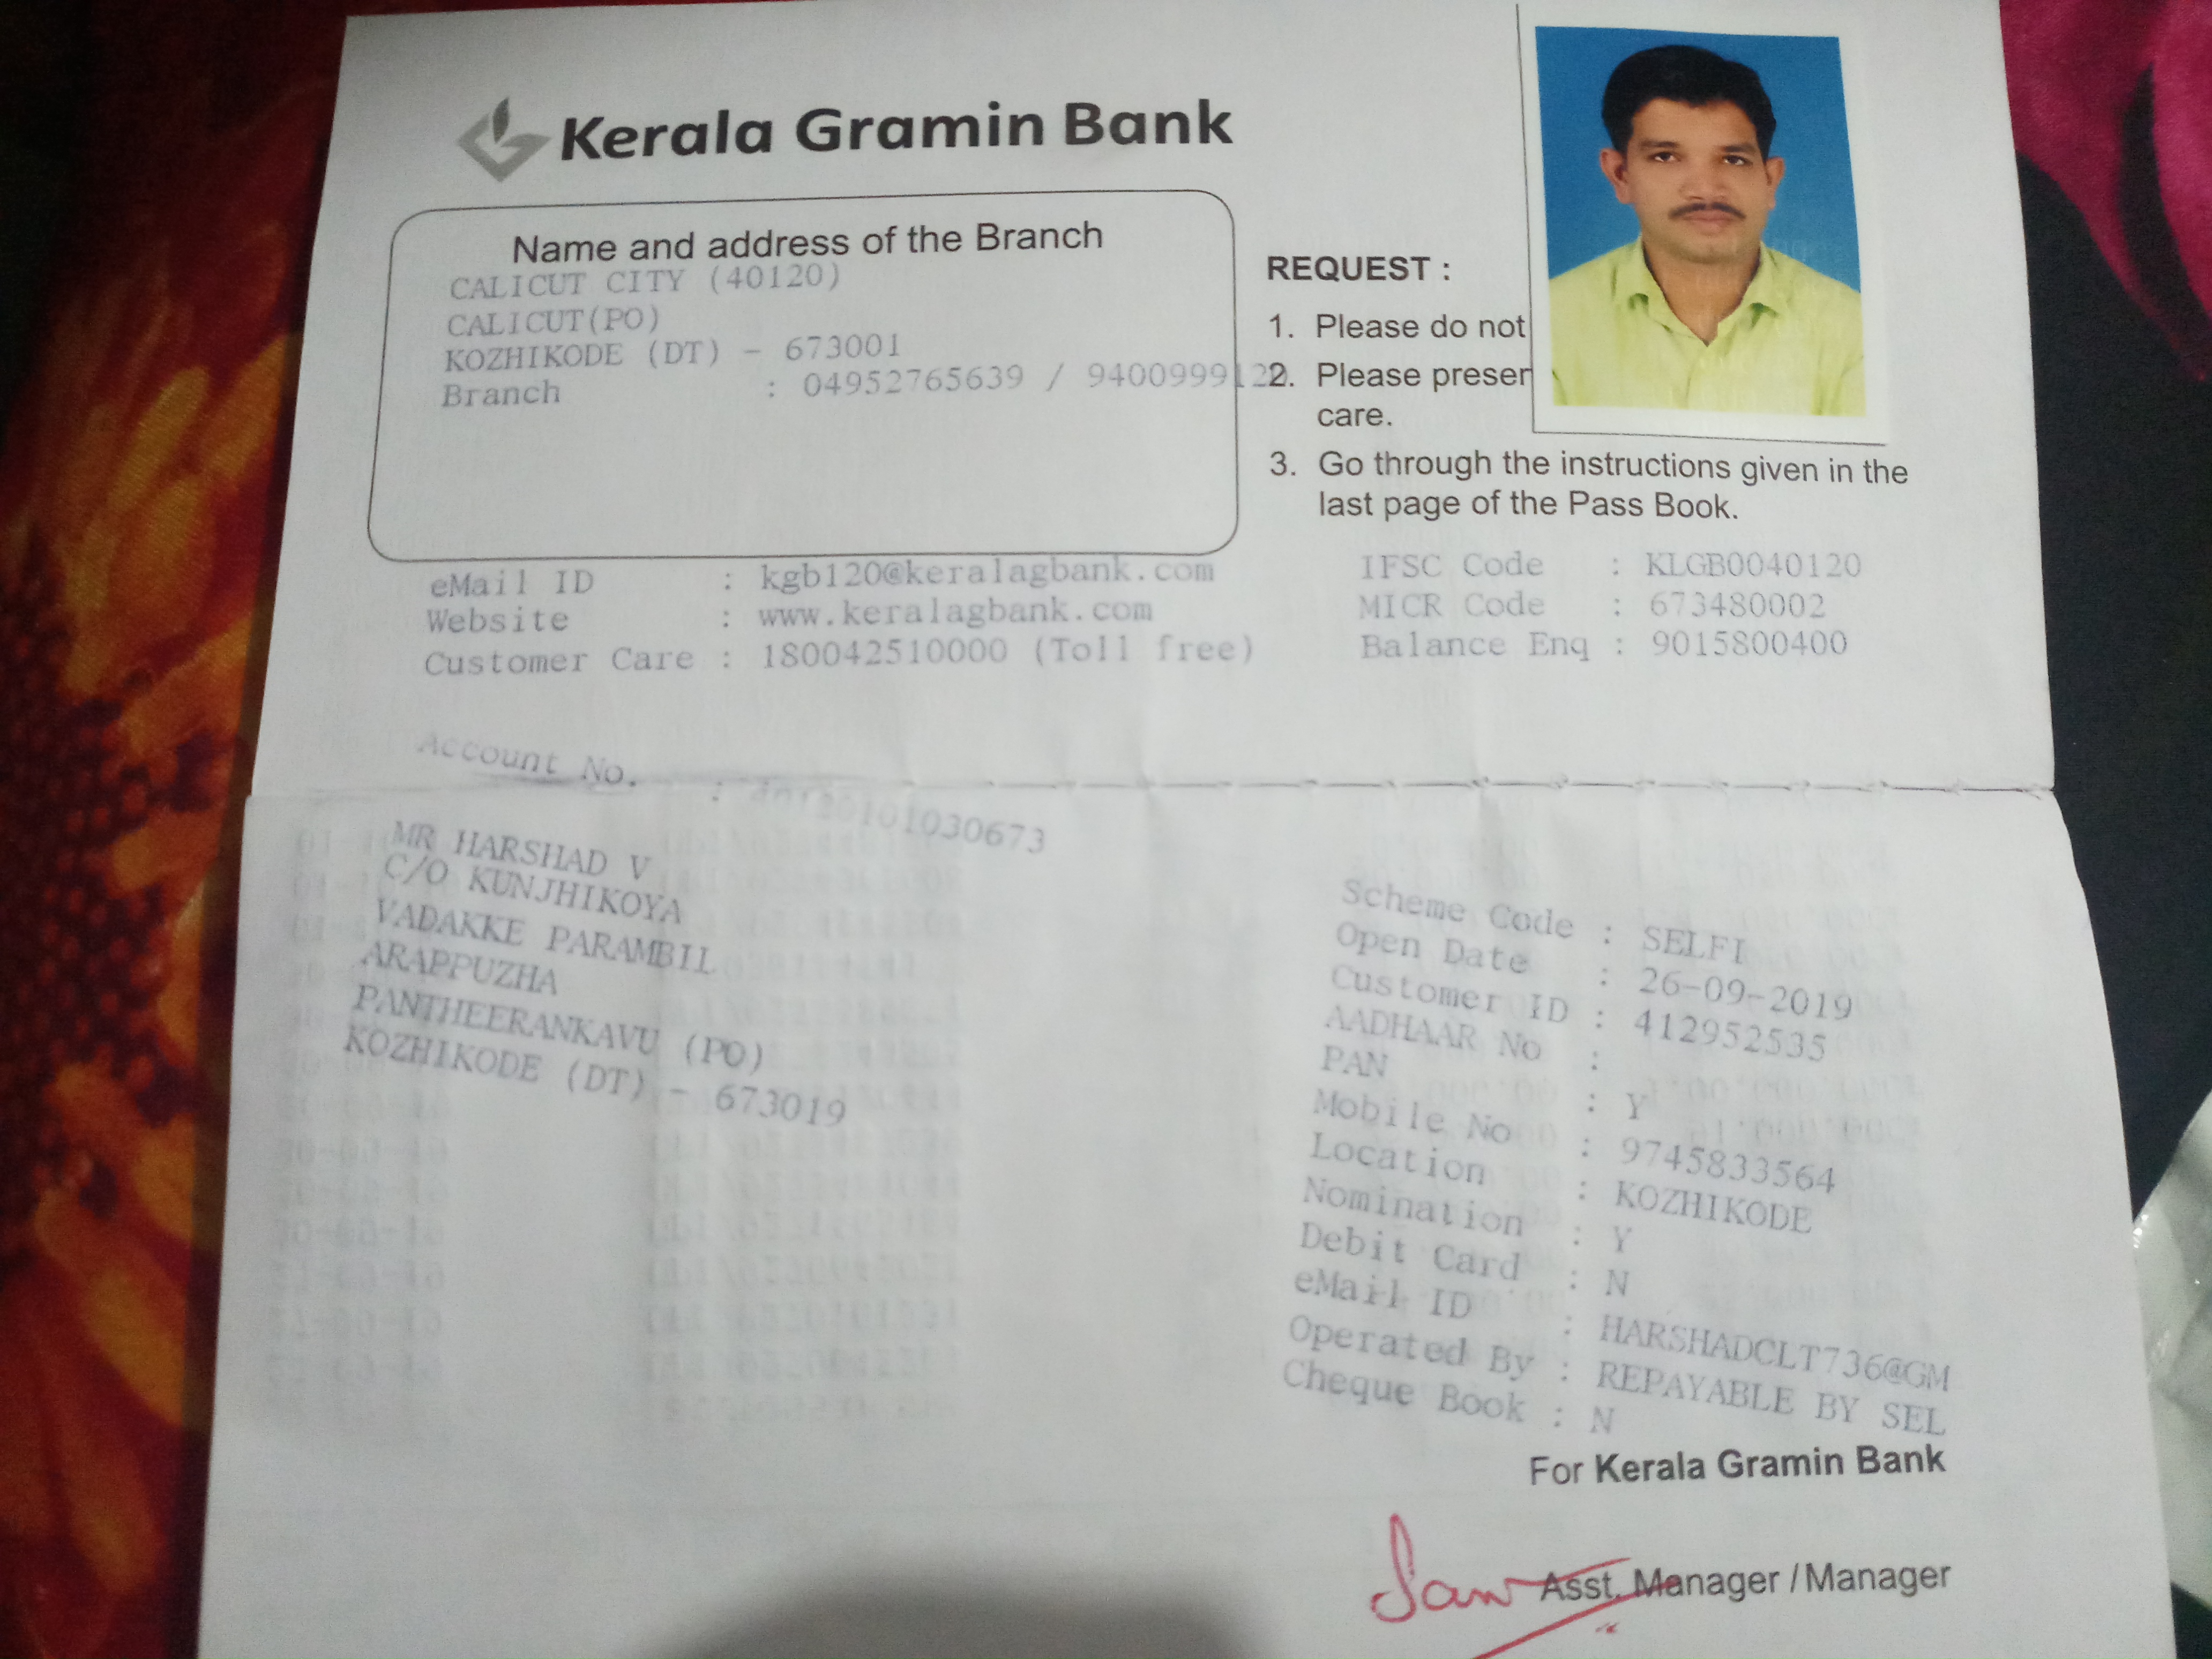 Kerala Gramin Bank
Name and address of the Branch
CALICUT CITY (40120)
CALICUT(PO)
KOZHIKODE (DT) - 673001
Branch : 04952765639 / 9400999122
REQUEST :
1. Please do not
2. Please preser
care.
3. Go through the instructions given in the
last page of the Pass Book.
eMail ID : kgb120@keralagbank.com
Website : www.keralagbank.com
Customer Care : 180042510000 (Toll free)
IFSC Code : KLGB0040120
MICR Code : 673480002
Balance Enq : 9015800400
Account No. :
MR HARSHAD V
C/O KUNJHIKOYA
VADAKKE PARAMBIL
ARAPPUZHA
PANTHEERANKAVU (PO)
KOZHIKODE (DT) - 673019
Scheme Code : SELFI
Open Date : 26-09-2019
Customer ID : 412952535
AADHAAR No :
PAN : Y
Mobile No : 9745833564
Location : KOZHIKODE
Nomination : Y
Debit Card : N
eMail ID : HARSHADCLT736@GM
Operated By : REPAYABLE BY SEL
Cheque Book : N
For Kerala Gramin Bank
Asst. Manager / Manager